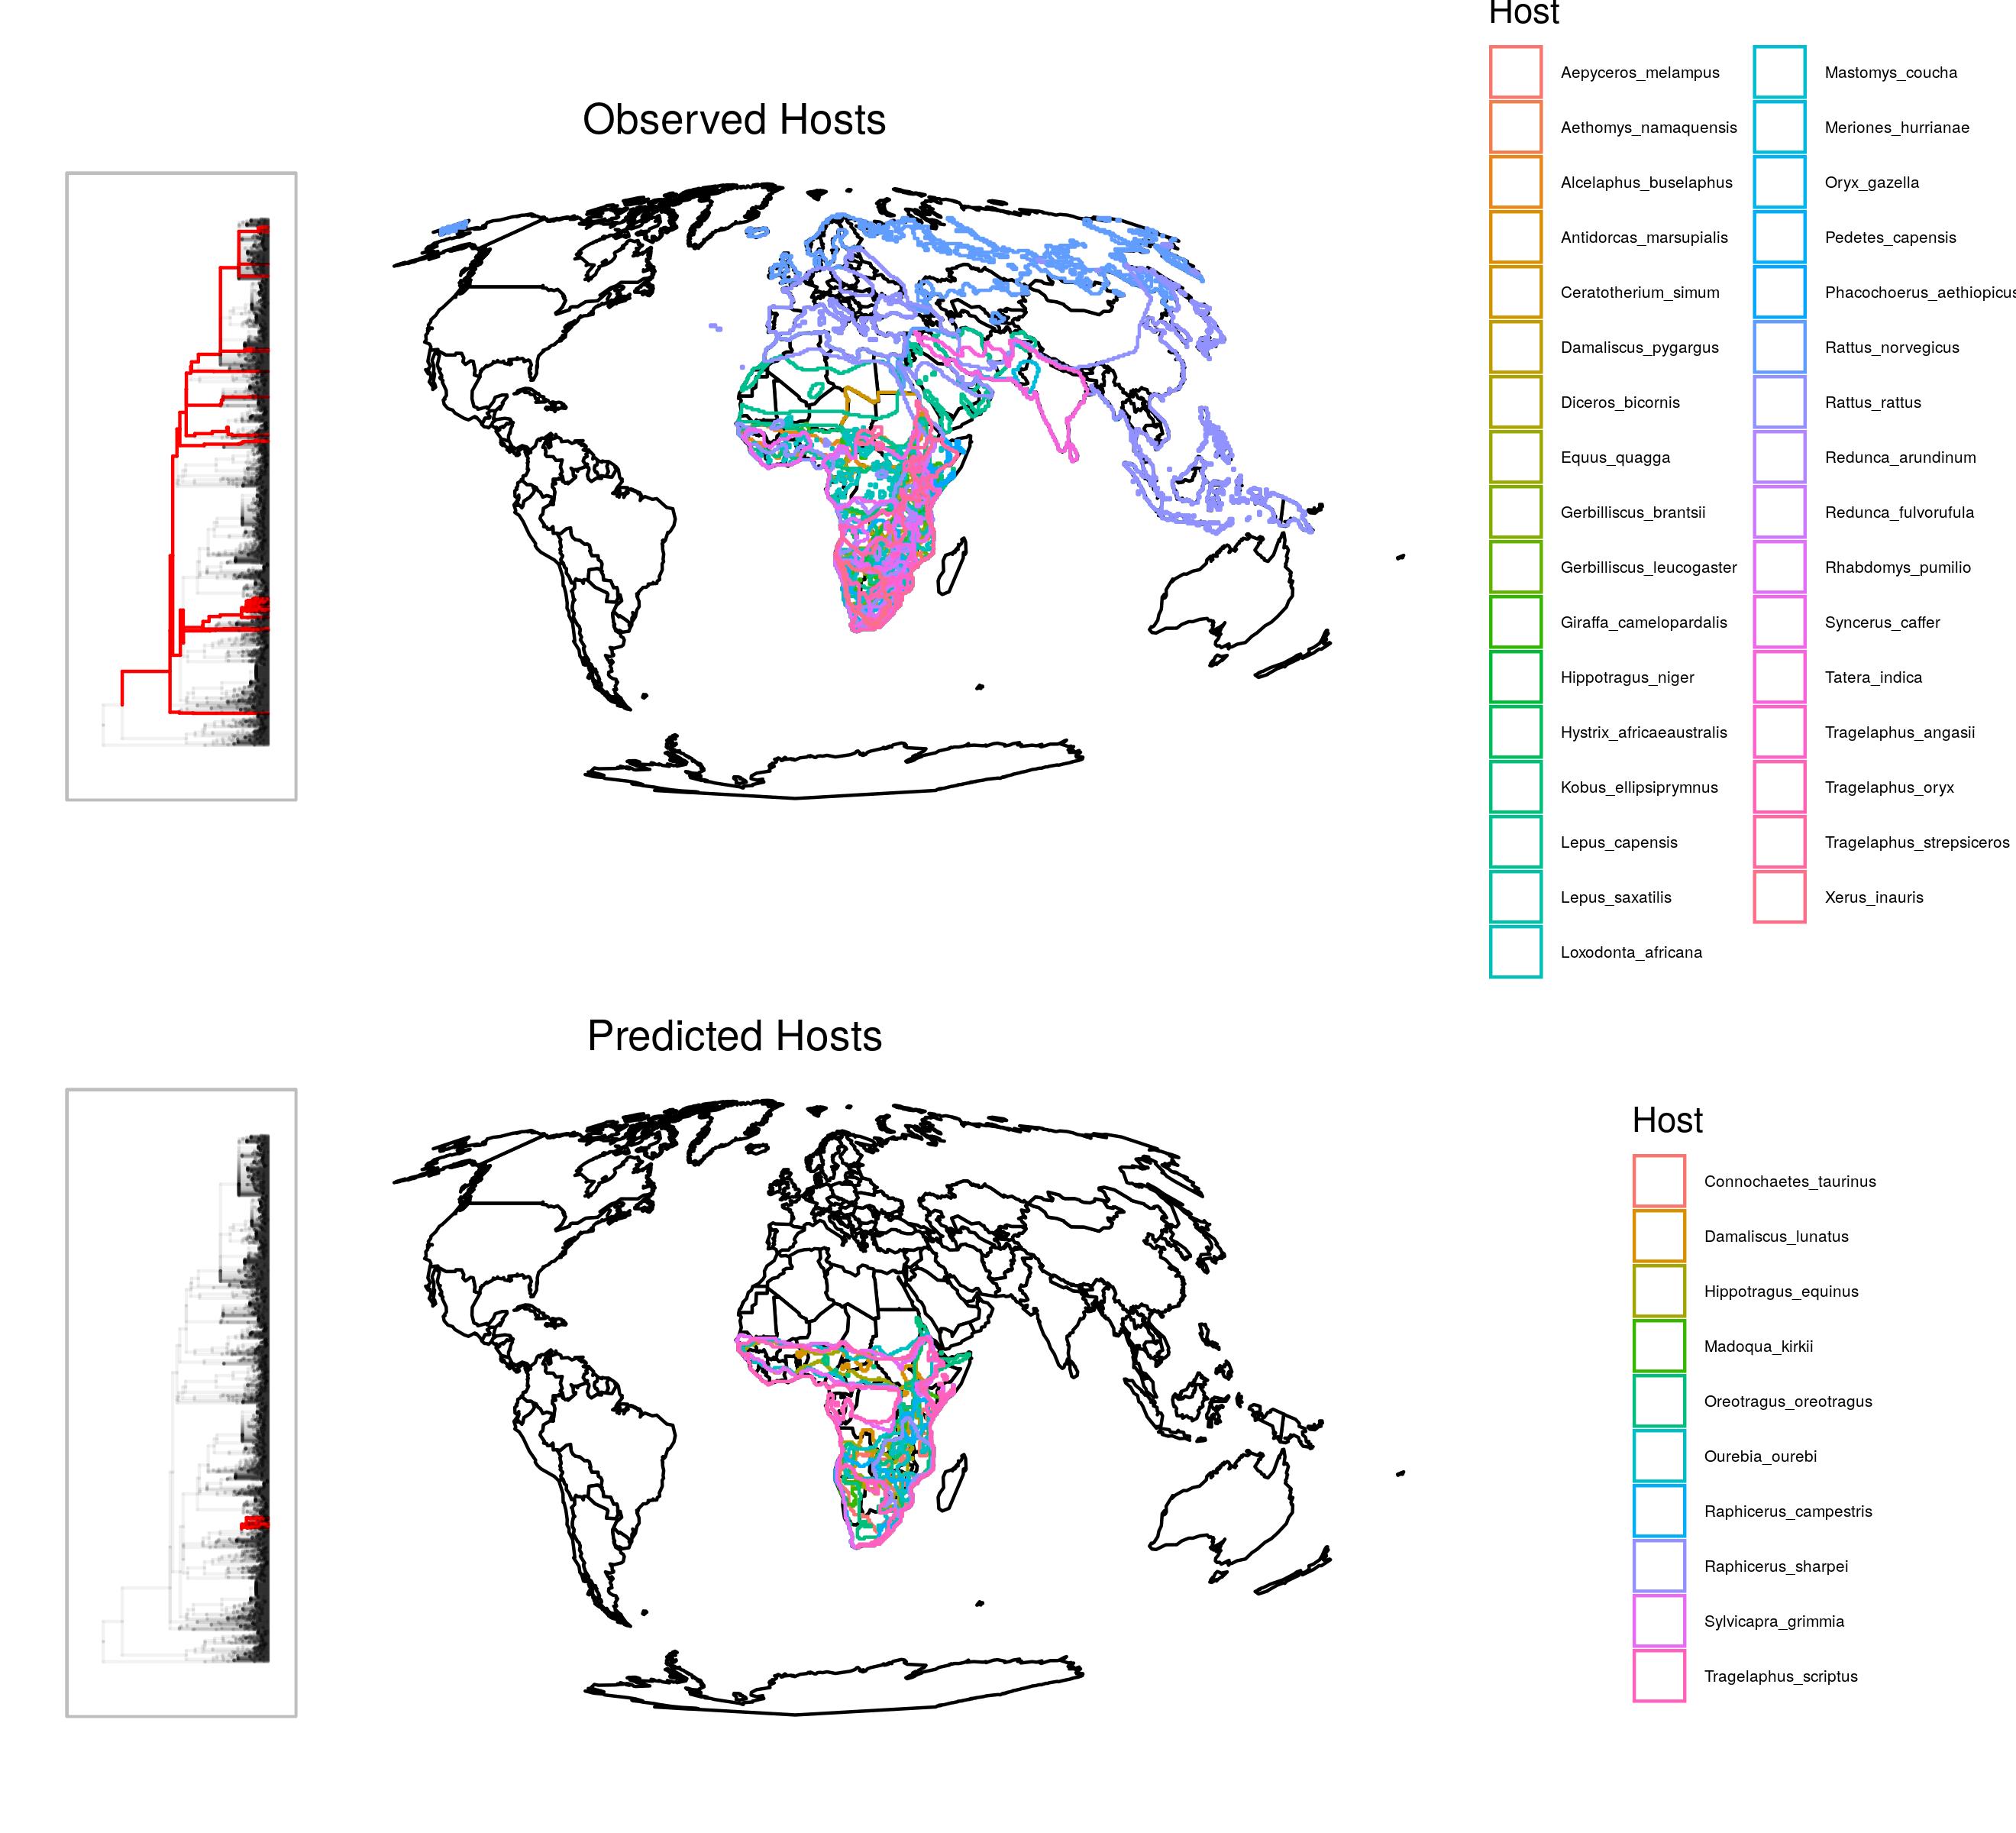 Host
Aepyceros_melampus
Aethomys_namaquensis
Alcelaphus_buselaphus
Antidorcas_marsupialis
Ceratotherium_simum
Damaliscus_pygargus
Diceros_bicornis
Equus_quagga
Gerbilliscus_brantsii
Gerbilliscus_leucogaster
Giraffa_camelopardalis
Hippotragus_niger
Hystrix_africaeaustralis
Kobus_ellipsiprymnus
Lepus_capensis
Lepus_saxatilis
Loxodonta_africana
Mastomys_coucha
Meriones_hurrianae
Oryx_gazella
Pedetes_capensis
Phacochoerus_aethiopicus
Rattus_norvegicus
Rattus_rattus
Redunca_arundinum
Redunca_fulvorufula
Rhabdomys_pumilio
Syncerus_caffer
Tatera_indica
Tragelaphus_angasii
Tragelaphus_oryx
Tragelaphus_strepsiceros
Xerus_inauris
Observed Hosts
Predicted Hosts
Host
Connochaetes_taurinus
Damaliscus_lunatus
Hippotragus_equinus
Madoqua_kirkii
Oreotragus_oreotragus
Ourebia_ourebi
Raphicerus_campestris
Raphicerus_sharpei
Sylvicapra_grimmia
Tragelaphus_scriptus